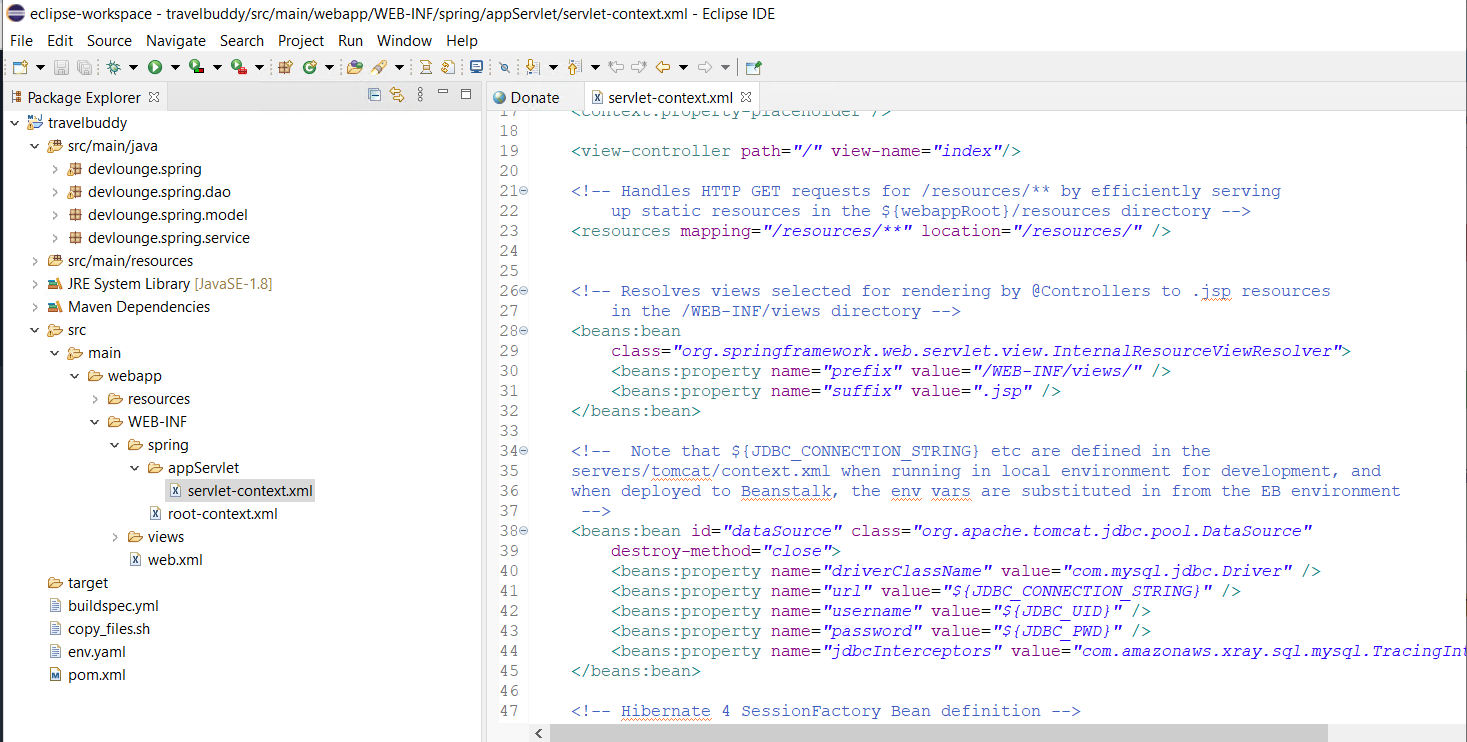 eclipse-workspace - travelbuddy/src/main/webapp/WEB-INF/spring/appServlet/servlet-context.xml - Eclipse IDE
File Edit Source Navigate Search Project Run Window Help
Package Explorer
travelbuddy
src/main/java
devlounge.spring
devlounge.spring.dao
devlounge.spring.model
devlounge.spring.service
src/main/resources
JRE System Library [JavaSE-1.8]
Maven Dependencies
src
main
webapp
resources
WEB-INF
spring
appServlet
servlet-context.xml
root-context.xml
views
web.xml
target
buildspec.yml
copy_files.sh
env.yaml
pom.xml
Donate servlet-context.xml
17 <context:property-placeholder />
18
19 <view-controller path="/" view-name="index"/>
20
21 <!-- Handles HTTP GET requests for /resources/** by efficiently serving
22 up static resources in the ${webappRoot}/resources directory -->
23 <resources mapping="/resources/**" location="/resources/" />
24
25
26 <!-- Resolves views selected for rendering by @Controllers to .jsp resources
27 in the /WEB-INF/views directory -->
28 <beans:bean
29 class="org.springframework.web.servlet.view.InternalResourceViewResolver">
30 <beans:property name="prefix" value="/WEB-INF/views/" />
31 <beans:property name="suffix" value=".jsp" />
32 </beans:bean>
33
34 <!--  Note that ${JDBC_CONNECTION_STRING} etc are defined in the
35 servers/tomcat/context.xml when running in local environment for development, and
36 when deployed to Beanstalk, the env vars are substituted in from the EB environment
37 -->
38 <beans:bean id="dataSource" class="org.apache.tomcat.jdbc.pool.DataSource"
39 destroy-method="close">
40 <beans:property name="driverClassName" value="com.mysql.jdbc.Driver" />
41 <beans:property name="url" value="${JDBC_CONNECTION_STRING}" />
42 <beans:property name="username" value="${JDBC_UID}" />
43 <beans:property name="password" value="${JDBC_PWD}" />
44 <beans:property name="jdbcInterceptors" value="com.amazonaws.xray.sql.mysql.TracingInt
45 </beans:bean>
46
47 <!-- Hibernate 4 SessionFactory Bean definition -->